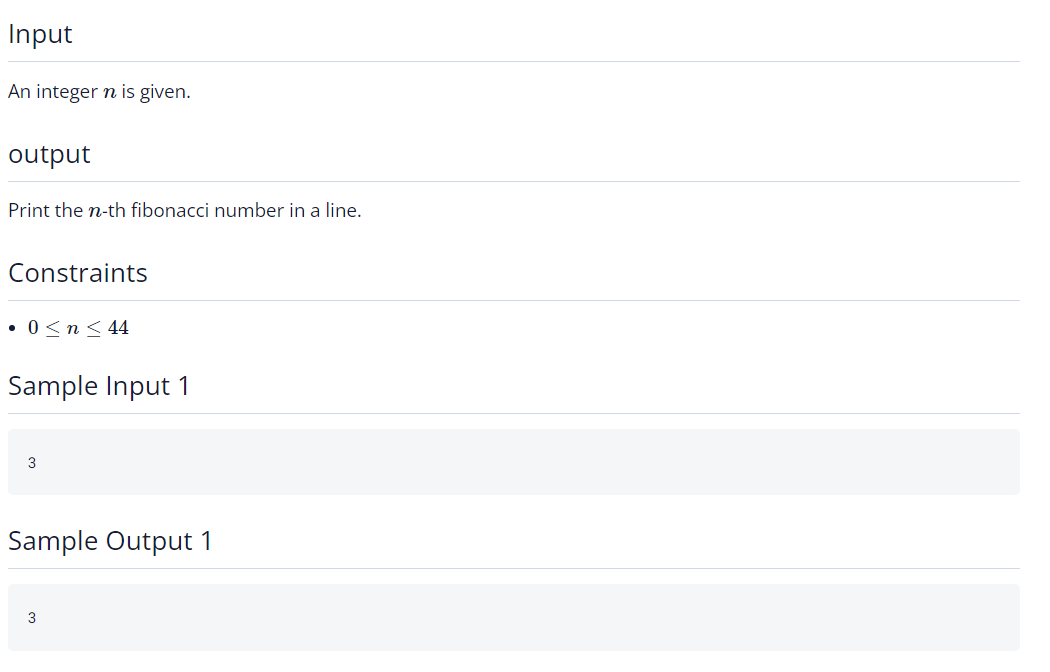 Input
An integer n is given.
output
Print the n-th fibonacci number in a line.
Constraints
• 0 ≤ n ≤ 44
Sample Input 1
3
Sample Output 1
3